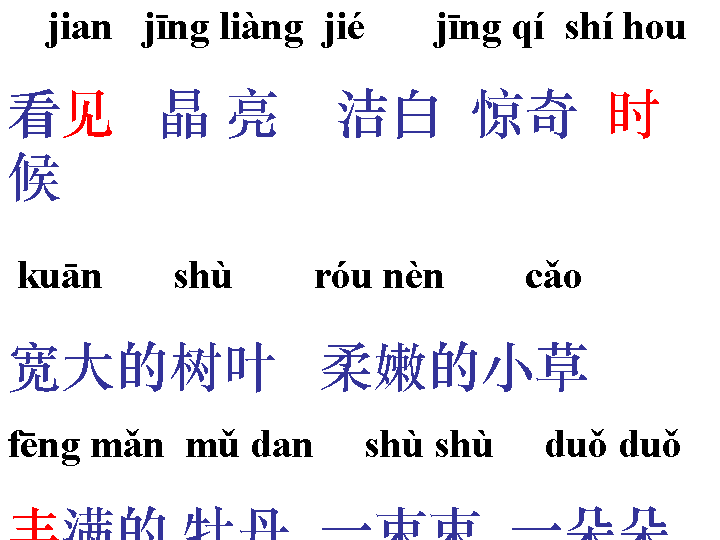 jian jīng liàng jié jīng qí shí hou
看见 晶 亮 洁白 惊奇 时
候
kuān shù róu nèn cǎo
宽大的树叶 柔嫩的小草
fēng mǎn mǔ dan shù shù duǒ duǒ
丰满的 牡丹 一束束 一朵朵